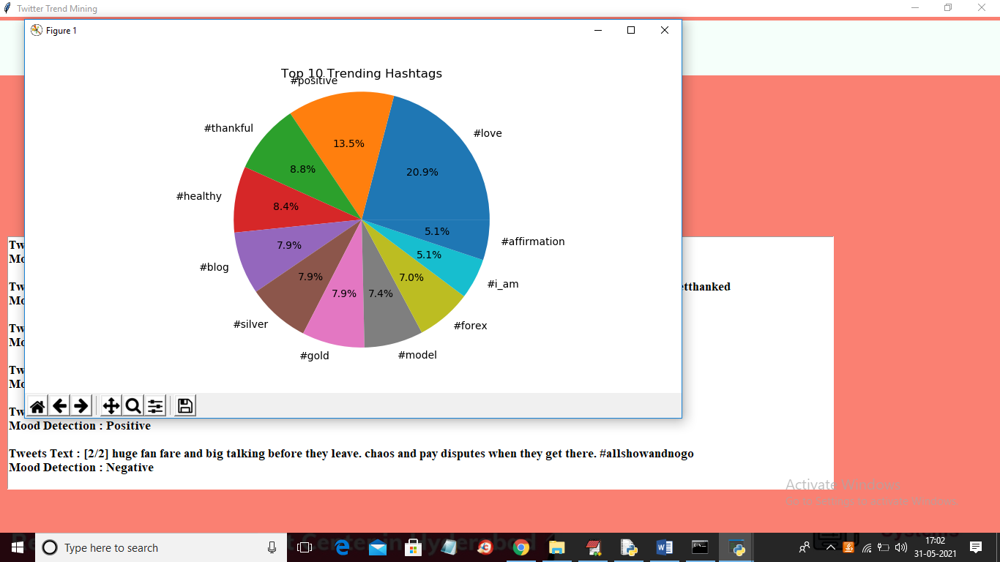 Twitter Trend Mining
Figure 1
Top 10 Trending Hashtags
#positive
#thankful
#love
13.5%
20.9%
8.8%
#healthy
8.4%
5.1%
#affirmation
7.9%
5.1%
#blog
7.9%
7.0%
#i_am
7.9%
7.4%
#silver
#forex
#gold
#model
Tw
Mo
Tw
etthanked
Mo
Tw
Mo
Tw
Mo
Tw
Mood Detection : Positive
Tweets Text : [2/2] huge fan fare and big talking before they leave. chaos and pay disputes when they get there. #allshowandnogo
Mood Detection : Negative
Activate Windows
Go to Settings to activate Windows.
Type here to search
17:02
31-05-2021